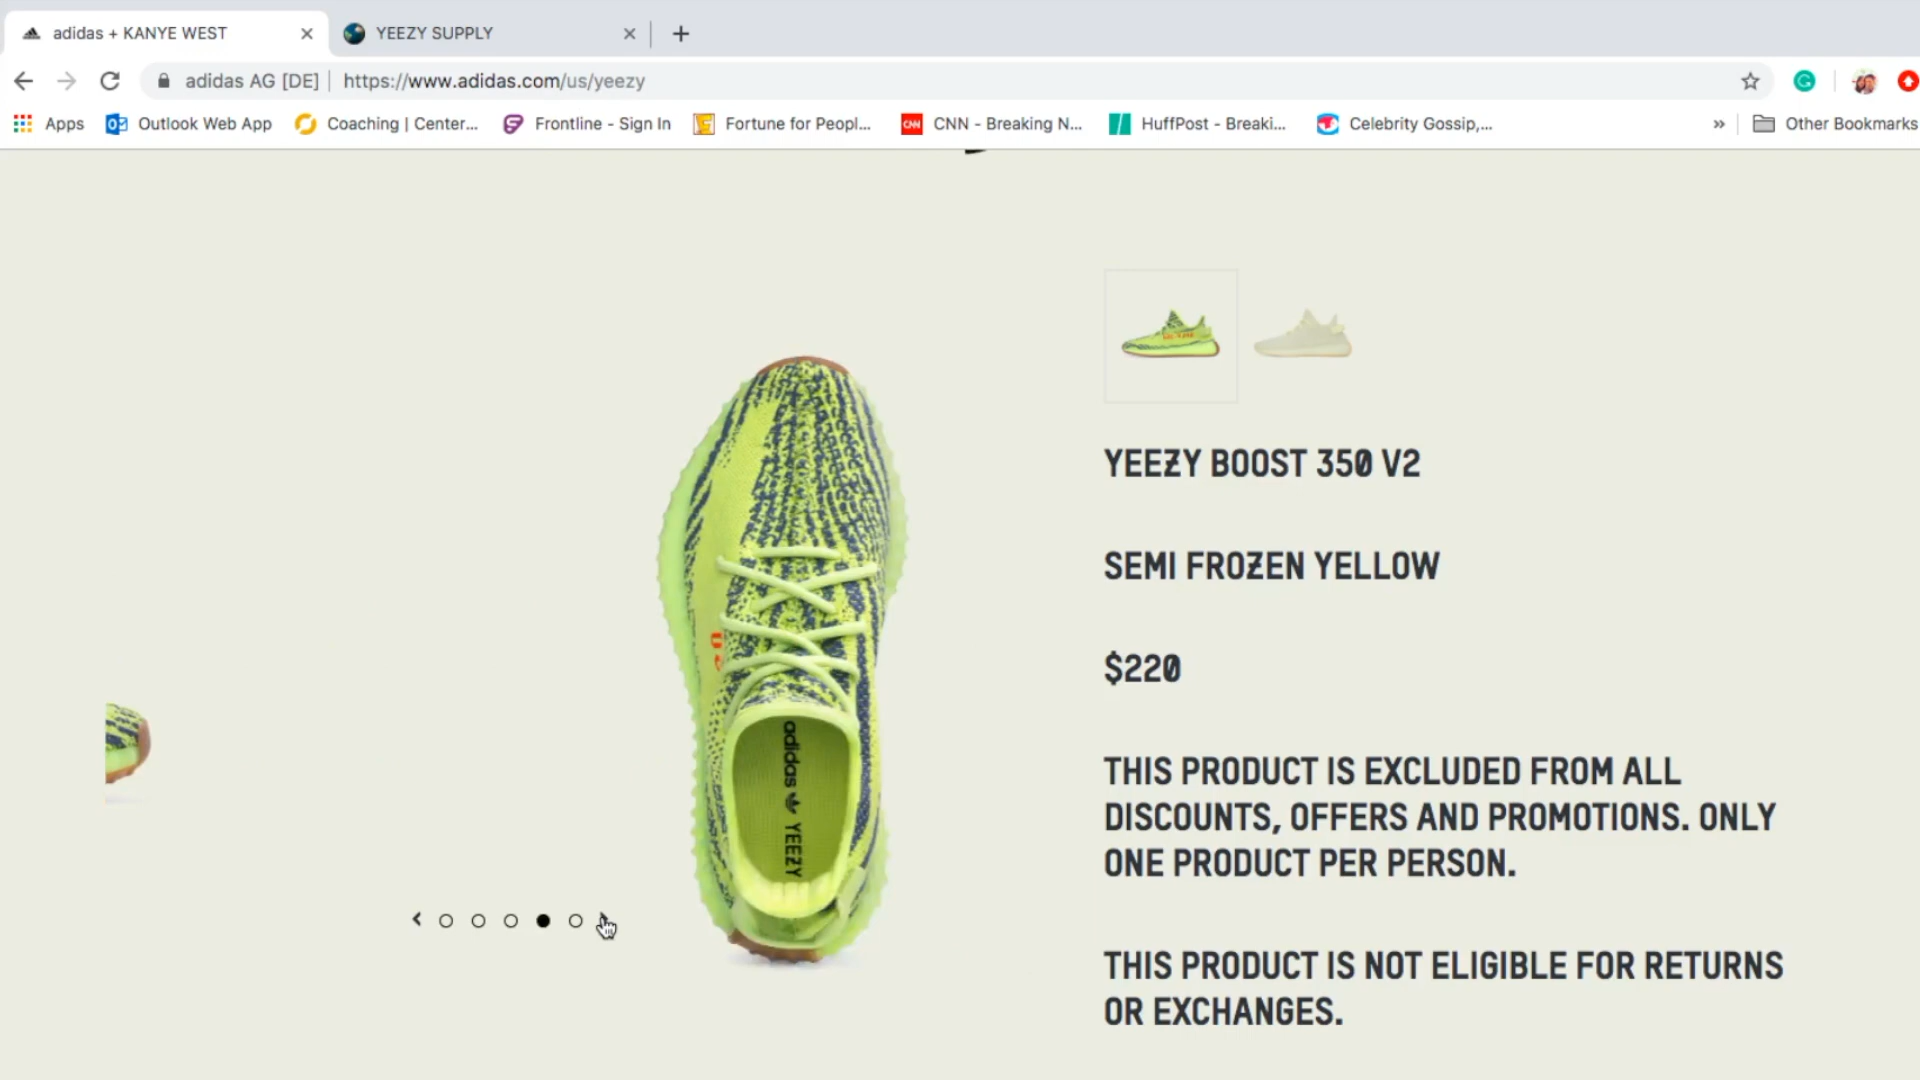 adidas + KANYE WEST
YEEZY SUPPLY
adidas AG [DE]
https://www.adidas.com/us/yeezy
Apps
Outlook Web App
Coaching | Center...
Frontline - Sign In
Fortune for Peopl...
CNN - Breaking N...
HuffPost - Breaki...
Celebrity Gossip,...
»
Other Bookmarks
YEEZY BOOST 350 V2
SEMI FROZEN YELLOW
$220
THIS PRODUCT IS EXCLUDED FROM ALL
DISCOUNTS, OFFERS AND PROMOTIONS. ONLY
ONE PRODUCT PER PERSON.
THIS PRODUCT IS NOT ELIGIBLE FOR RETURNS
OR EXCHANGES.
adidas YEEZY